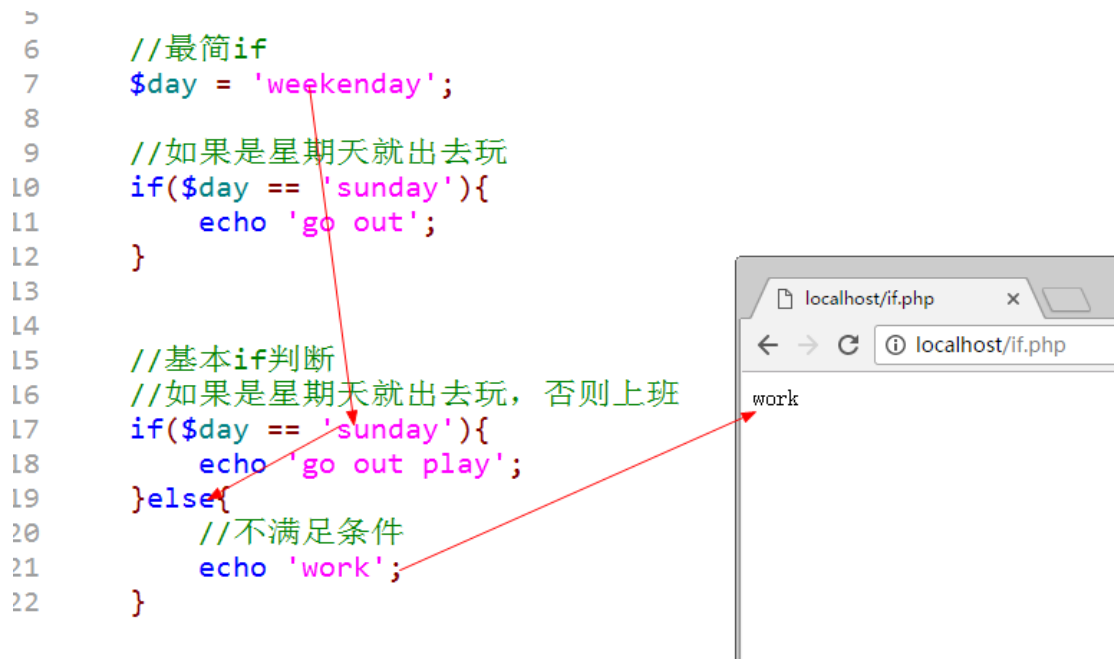 5
6 //最简if
7 $day = 'weekenday';
8
9 //如果是星期天就出去玩
10 if($day == 'sunday'){
11 echo 'go out';
12 }
13
14
15 //基本if判断
16 //如果是星期天就出去玩，否则上班
17 if($day == 'sunday'){
18 echo 'go out play';
19 }else{
20 //不满足条件
21 echo 'work';
22 }
localhost/if.php
localhost/if.php
work